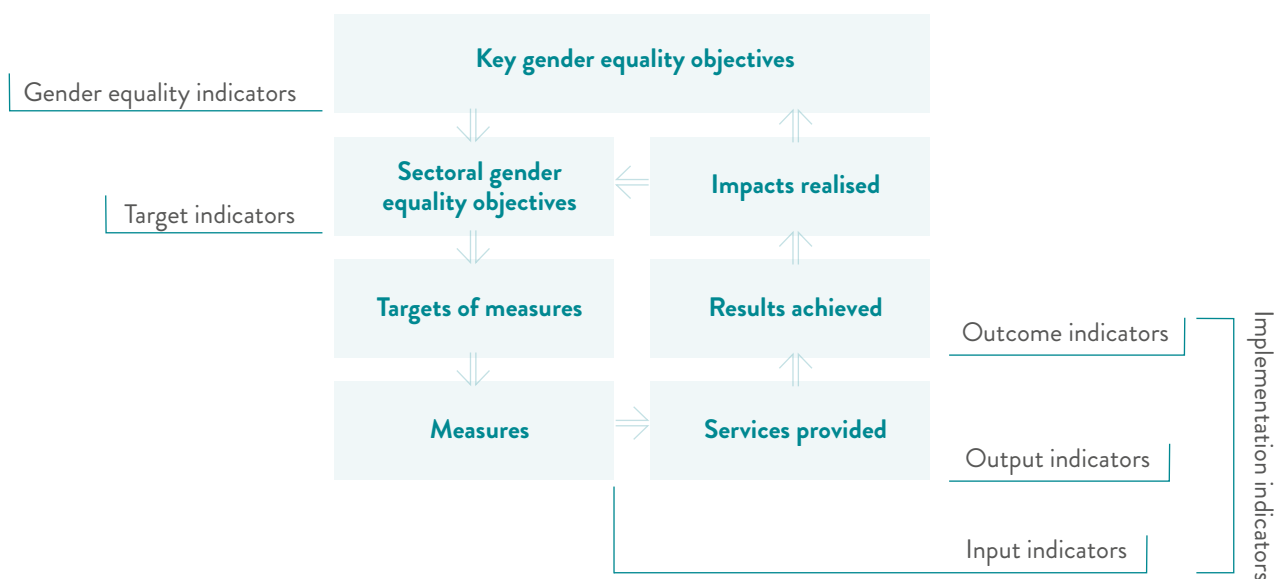 Key gender equality objectives
Gender equality indicators
Sectoral gender
equality objectives
Impacts realised
Target indicators
Targets of measures
Results achieved
Outcome indicators
Measures
Services provided
Output indicators
Input indicators
Implementation indicators